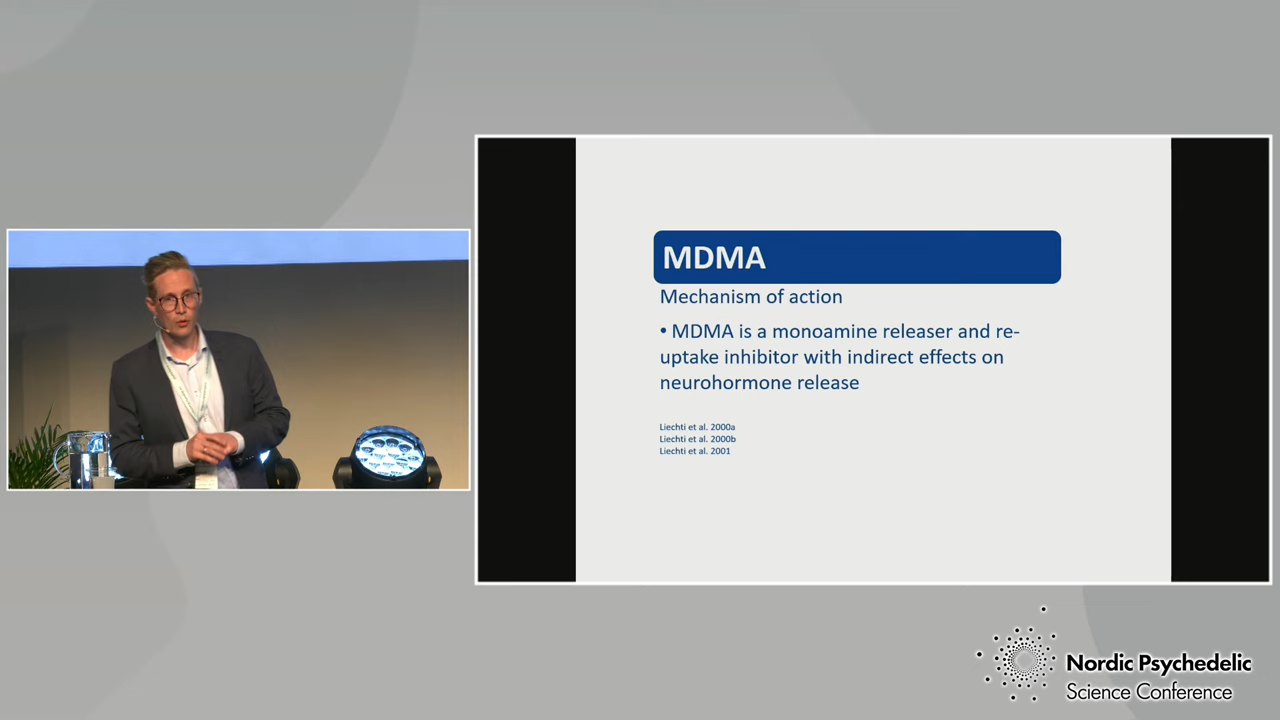 MDMA
Mechanism of action
• MDMA is a monoamine releaser and re-
uptake inhibitor with indirect effects on
neurohormone release
Liechti et al. 2000a
Liechti et al. 2000b
Liechti et al. 2001
Nordic Psychedelic
Science Conference